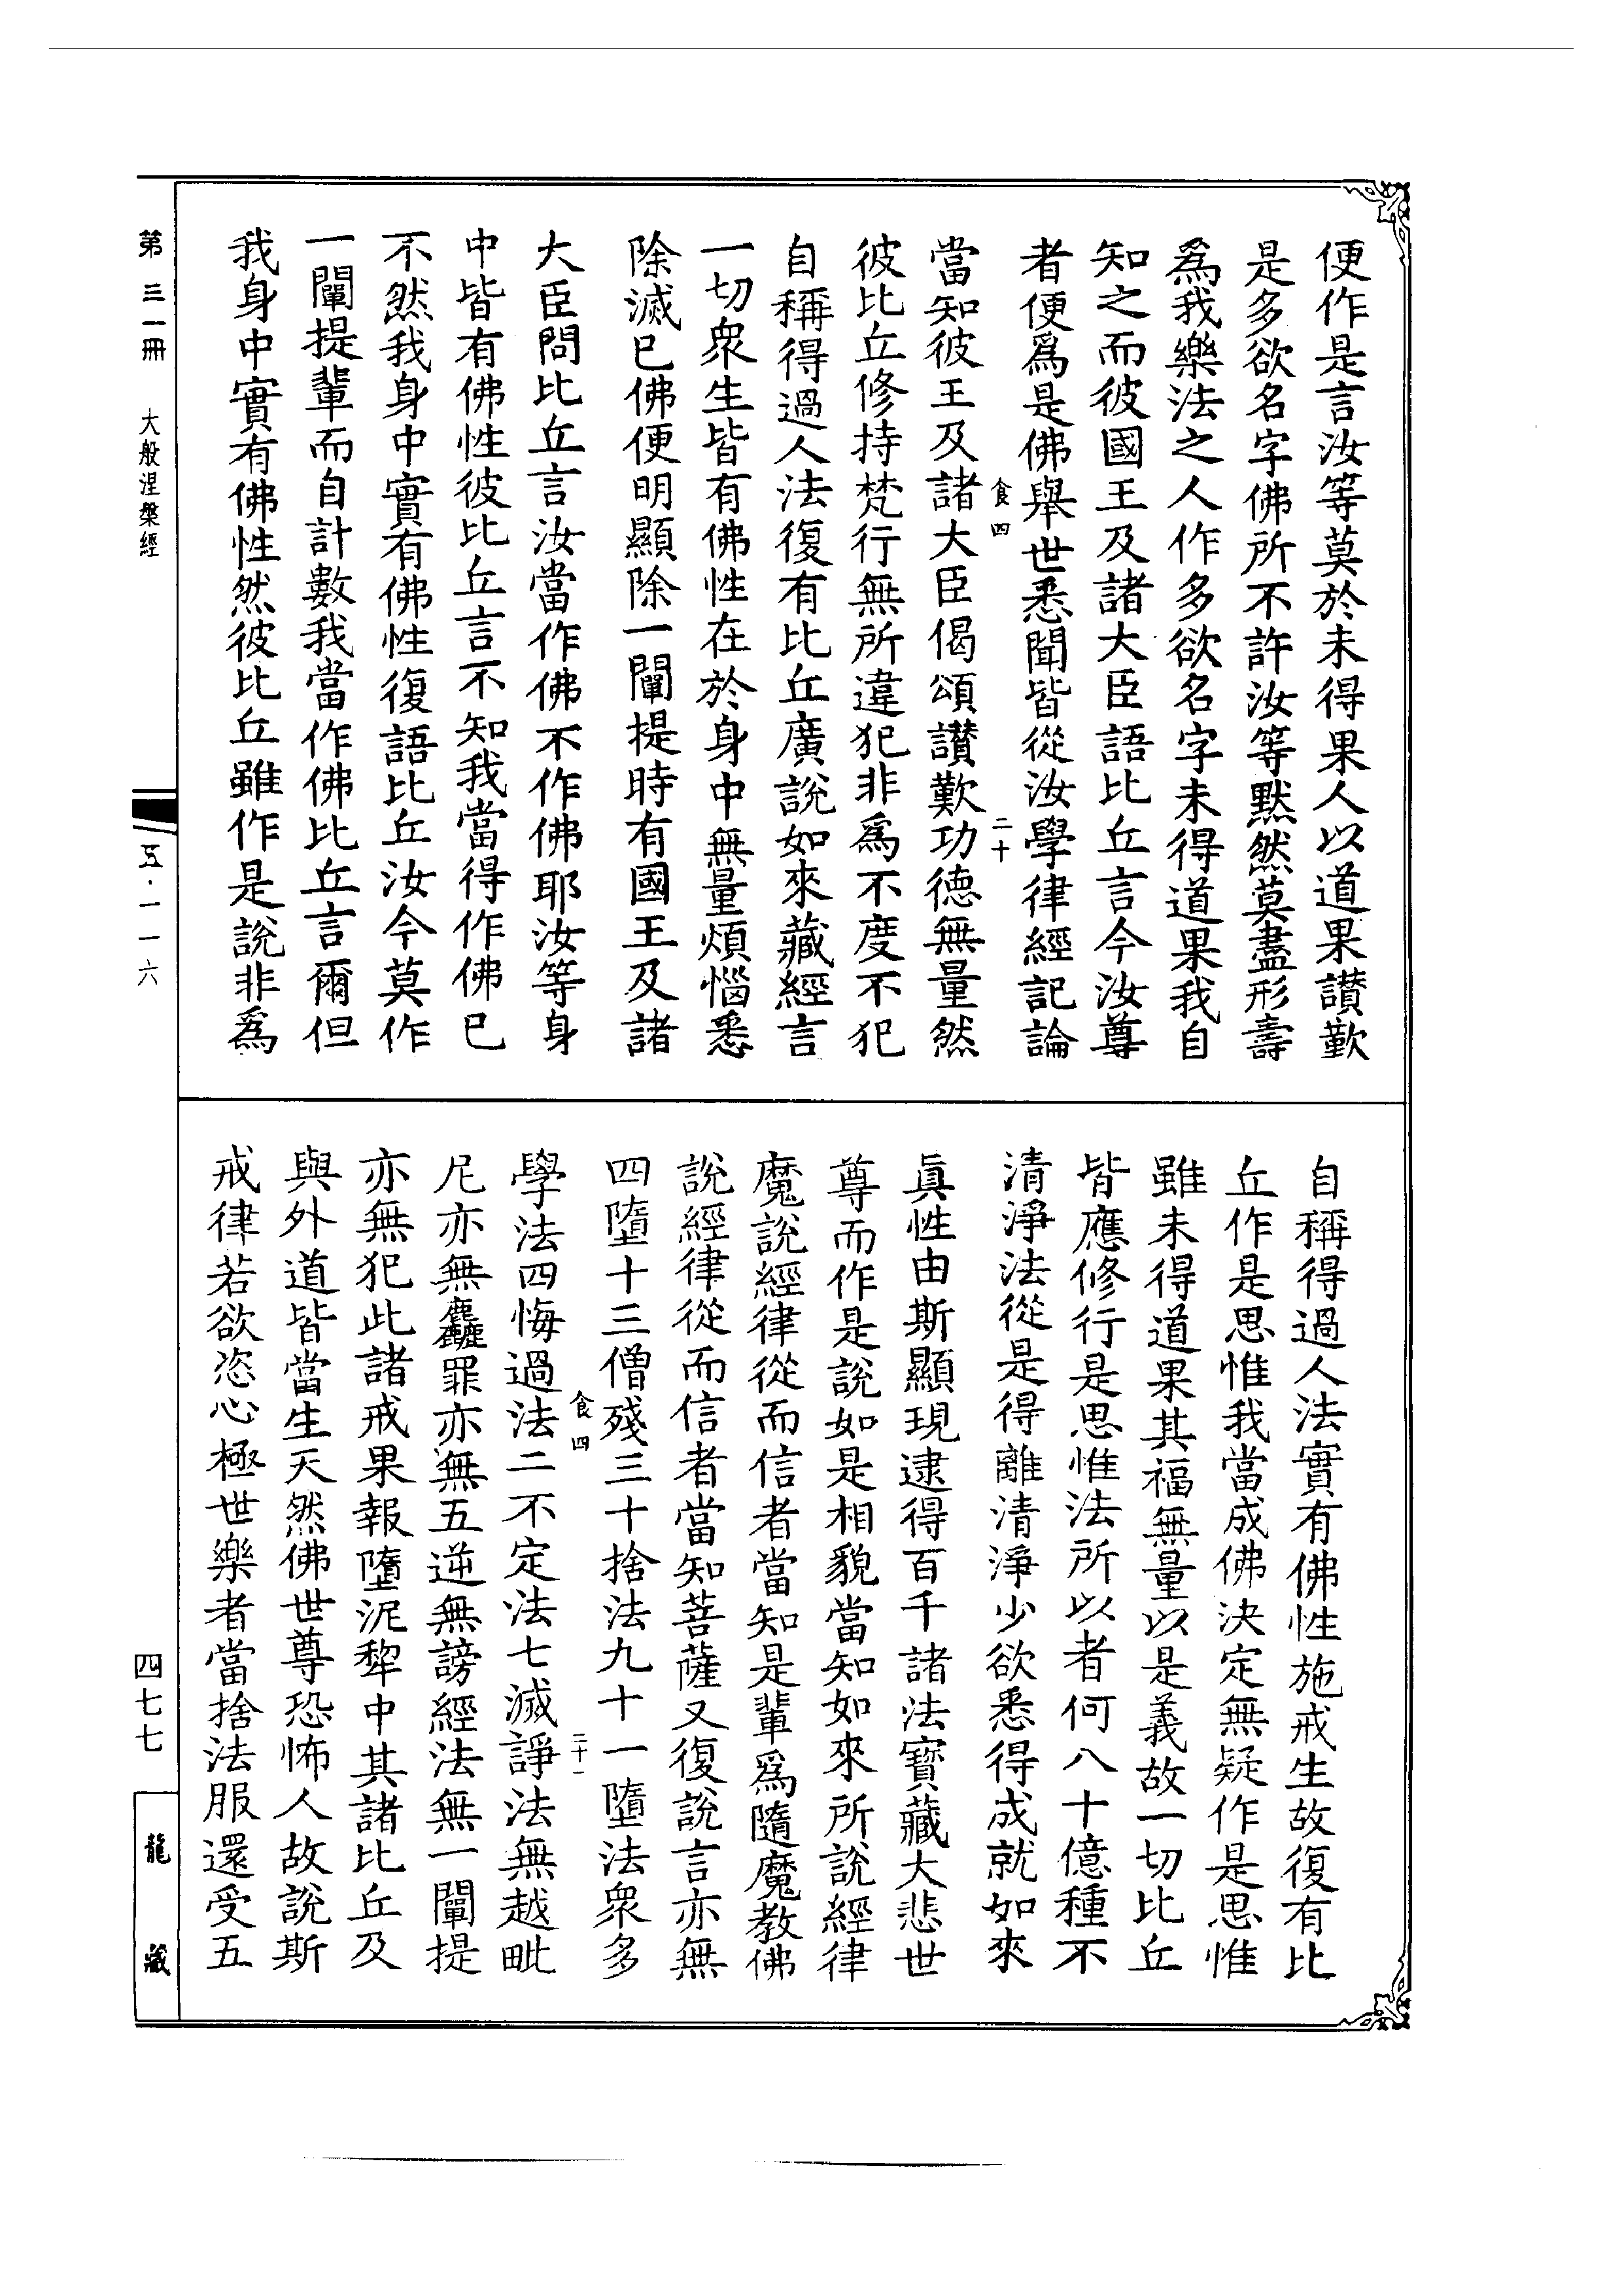 便作是言汝等莫於未得果人以道果讃歎
是多欲名字佛所不許汝等默然莫盡形壽
爲我樂法之人作多欲名字未得道果我自
知之而彼國王及諸大臣語比丘言今汝尊
者便爲是佛舉世悉聞皆從汝學律經記論
食四 二十
當知彼王及諸大臣偈頌讃歎功德無量然
彼比丘修持梵行無所違犯非爲不度不犯
自稱得過人法復有比丘廣說如來藏經言
一切衆生皆有佛性在於身中無量煩惱悉
除滅已佛便明顯除一闡提時有國王及諸
大臣問比丘言汝當作佛不作佛耶汝等身
中皆有佛性彼比丘言不知我當得作佛已
不然我身中實有佛性復語比丘汝今莫作
一闡提輩而自計數我當作佛比丘言爾但
我身中實有佛性然彼比丘雖作是說非爲
自稱得過人法實有佛性施戒生故復有比
丘作是思惟我當成佛決定無疑作是思惟
雖未得道果其福無量以是義故一切比丘
皆應修行是思惟法所以者何八十億種不
清淨法從是得離清淨少欲悉得成就如來
眞性由斯顯現逮得百千諸法寶藏大悲世
尊而作是說如是相貌當知如來所說經律
魔說經律從而信者當知是輩爲隨魔教佛
說經律從而信者當知菩薩又復說言亦無
四墮十三僧殘三十捨法九十一墮法衆多
食四 二十一
學法四悔過法二不定法七滅諍法無越毗
尼亦無麤罪亦無五逆無謗經法無一闡提
亦無犯此諸戒果報墮泥犂中其諸比丘及
與外道皆當生天然佛世尊恐怖人故說斯
戒律若欲恣心極世樂者當捨法服還受五
第三一冊 大般涅槃經 五·一一六 四七七 龍藏